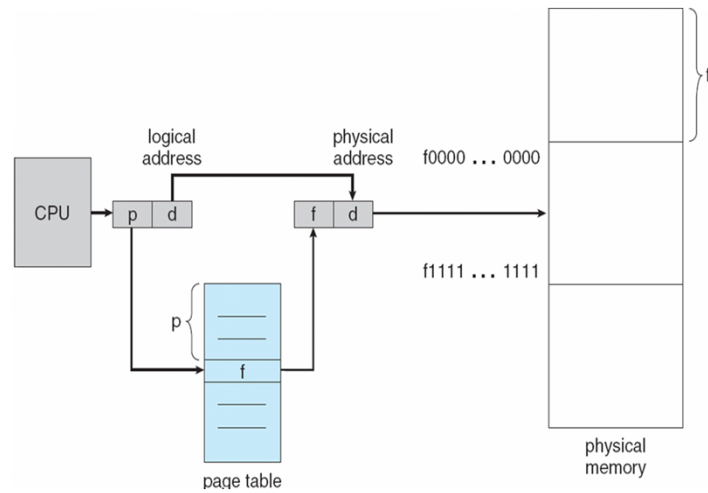 logical
address
physical
address
CPU
p
d
f
d
f0000 ... 0000
f1111 ... 1111
f
p
f
page table
physical
memory